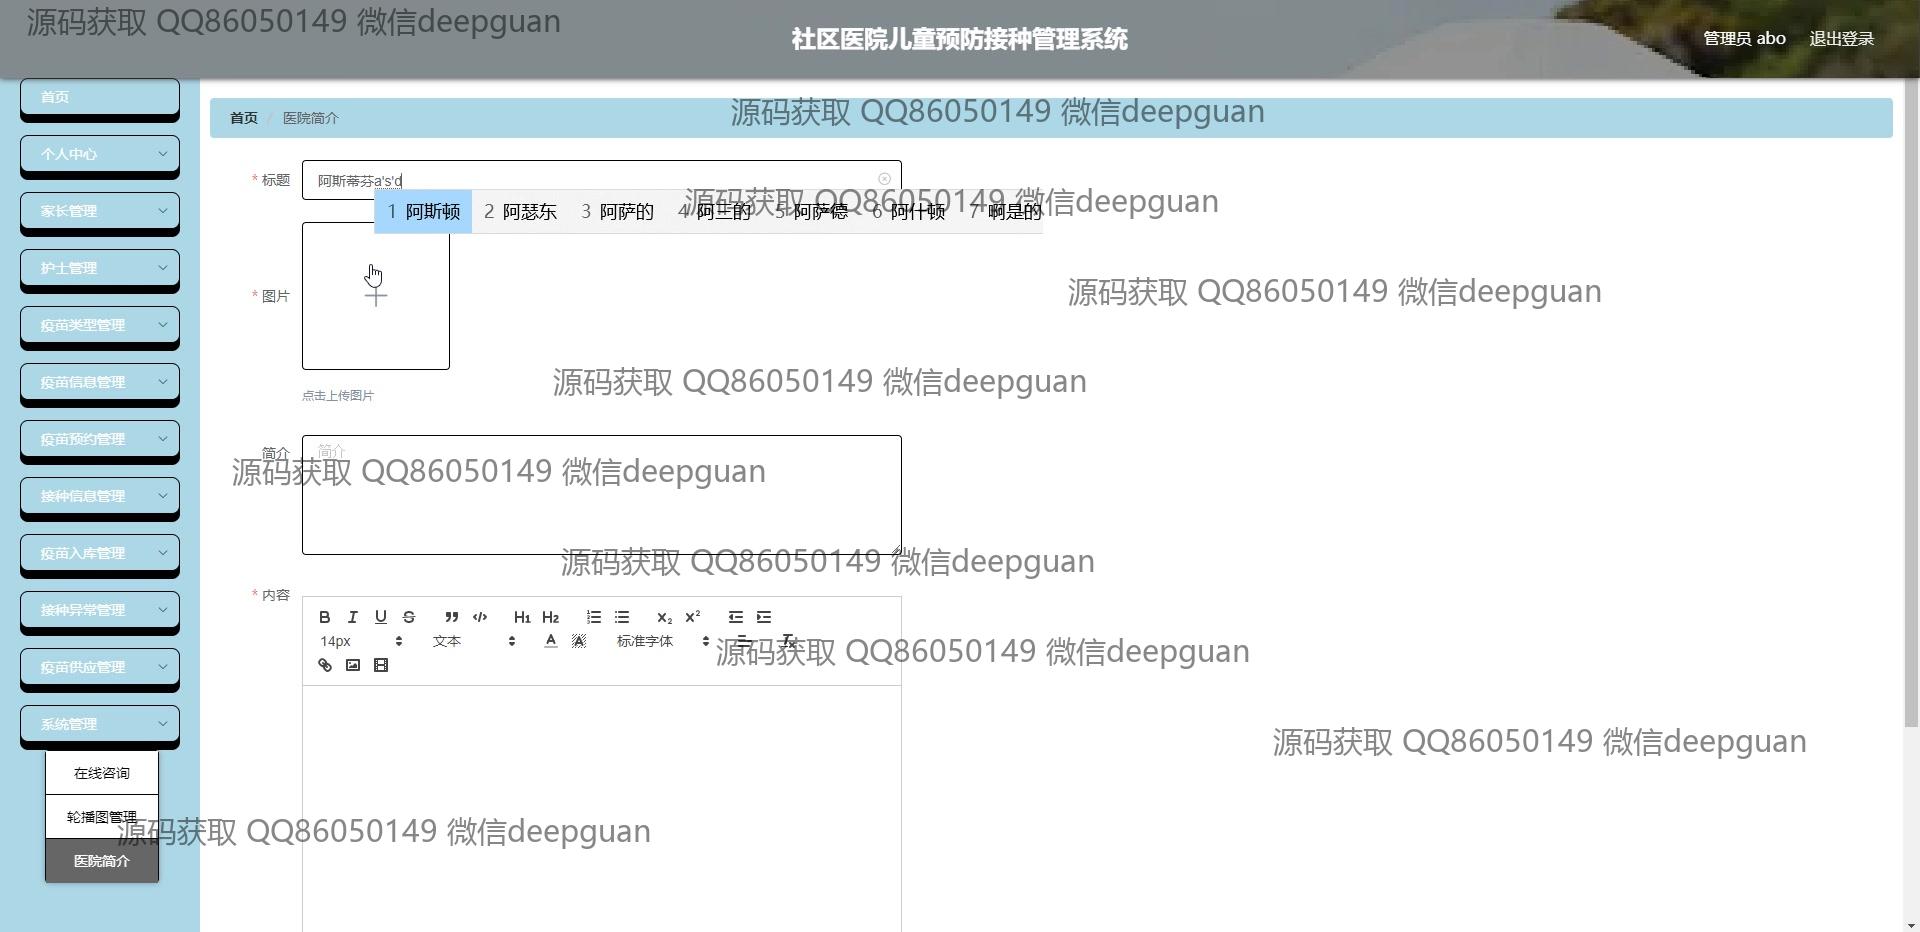 源码获取 QQ86050149 微信deepguan
社区医院儿童预防接种管理系统
管理员 abo
退出登录
首页
个人中心
家长管理
护士管理
疫苗类型管理
疫苗信息管理
疫苗预约管理
接种信息管理
疫苗入库管理
接种异常管理
疫苗供应管理
系统管理
在线咨询
轮播图管理
医院简介
首页 / 医院简介
源码获取 QQ86050149 微信deepguan
* 标题
阿斯蒂芬a's'd
1 阿斯顿 2 阿瑟东 3 阿萨的 4 阿三的 5 阿萨德 6 阿什顿 7 啊是的
源码获取 QQ86050149 微信deepguan
* 图片
源码获取 QQ86050149 微信deepguan
源码获取 QQ86050149 微信deepguan
点击上传图片
简介
简介
源码获取 QQ86050149 微信deepguan
源码获取 QQ86050149 微信deepguan
* 内容
B I U S H1 H2 X2 X2
14px 文本 A A 标准字体 Tx
源码获取 QQ86050149 微信deepguan
源码获取 QQ86050149 微信deepguan
源码获取 QQ86050149 微信deepguan